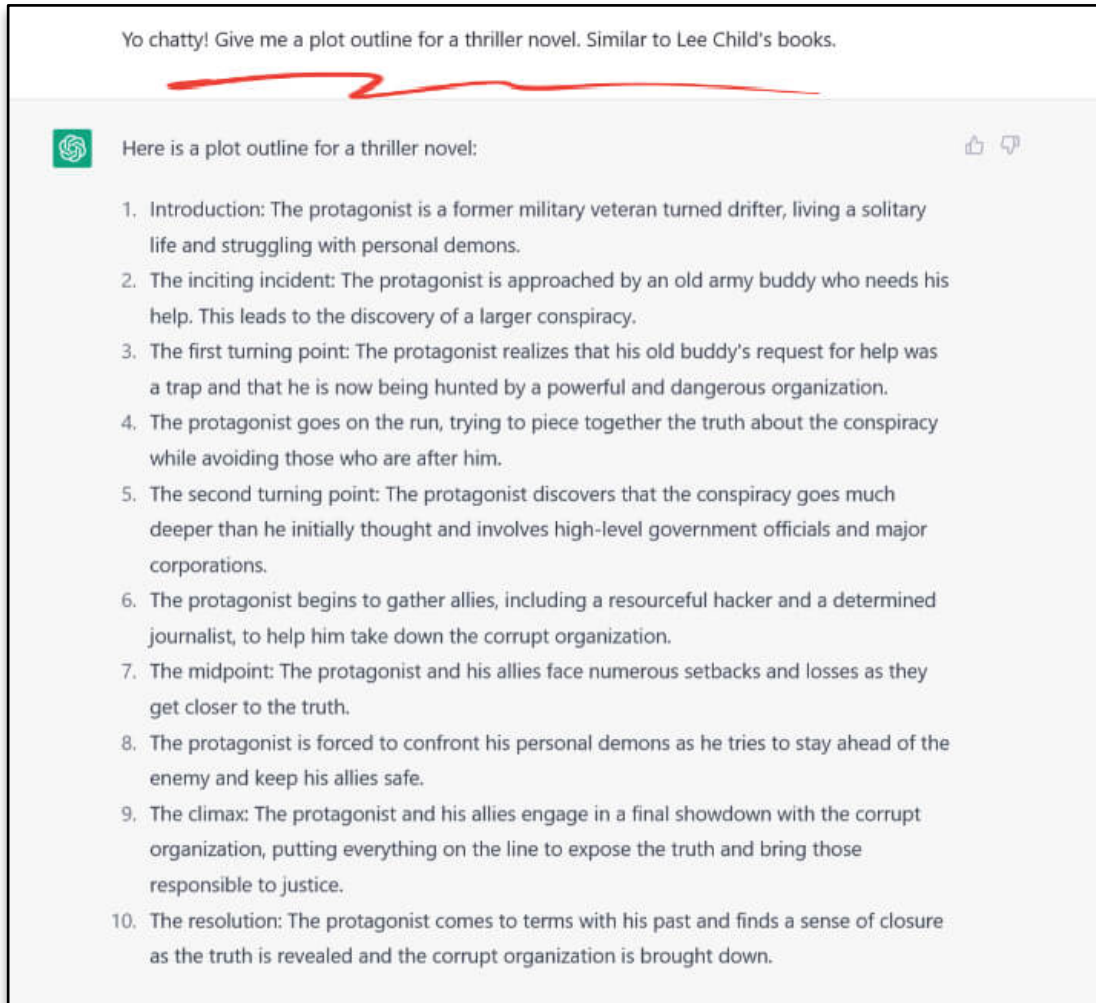 Yo chatty! Give me a plot outline for a thriller novel. Similar to Lee Child's books.
Here is a plot outline for a thriller novel:
1. Introduction: The protagonist is a former military veteran turned drifter, living a solitary
life and struggling with personal demons.
2. The inciting incident: The protagonist is approached by an old army buddy who needs his
help. This leads to the discovery of a larger conspiracy.
3. The first turning point: The protagonist realizes that his old buddy's request for help was
a trap and that he is now being hunted by a powerful and dangerous organization.
4. The protagonist goes on the run, trying to piece together the truth about the conspiracy
while avoiding those who are after him.
5. The second turning point: The protagonist discovers that the conspiracy goes much
deeper than he initially thought and involves high-level government officials and major
corporations.
6. The protagonist begins to gather allies, including a resourceful hacker and a determined
journalist, to help him take down the corrupt organization.
7. The midpoint: The protagonist and his allies face numerous setbacks and losses as they
get closer to the truth.
8. The protagonist is forced to confront his personal demons as he tries to stay ahead of the
enemy and keep his allies safe.
9. The climax: The protagonist and his allies engage in a final showdown with the corrupt
organization, putting everything on the line to expose the truth and bring those
responsible to justice.
10. The resolution: The protagonist comes to terms with his past and finds a sense of closure
as the truth is revealed and the corrupt organization is brought down.